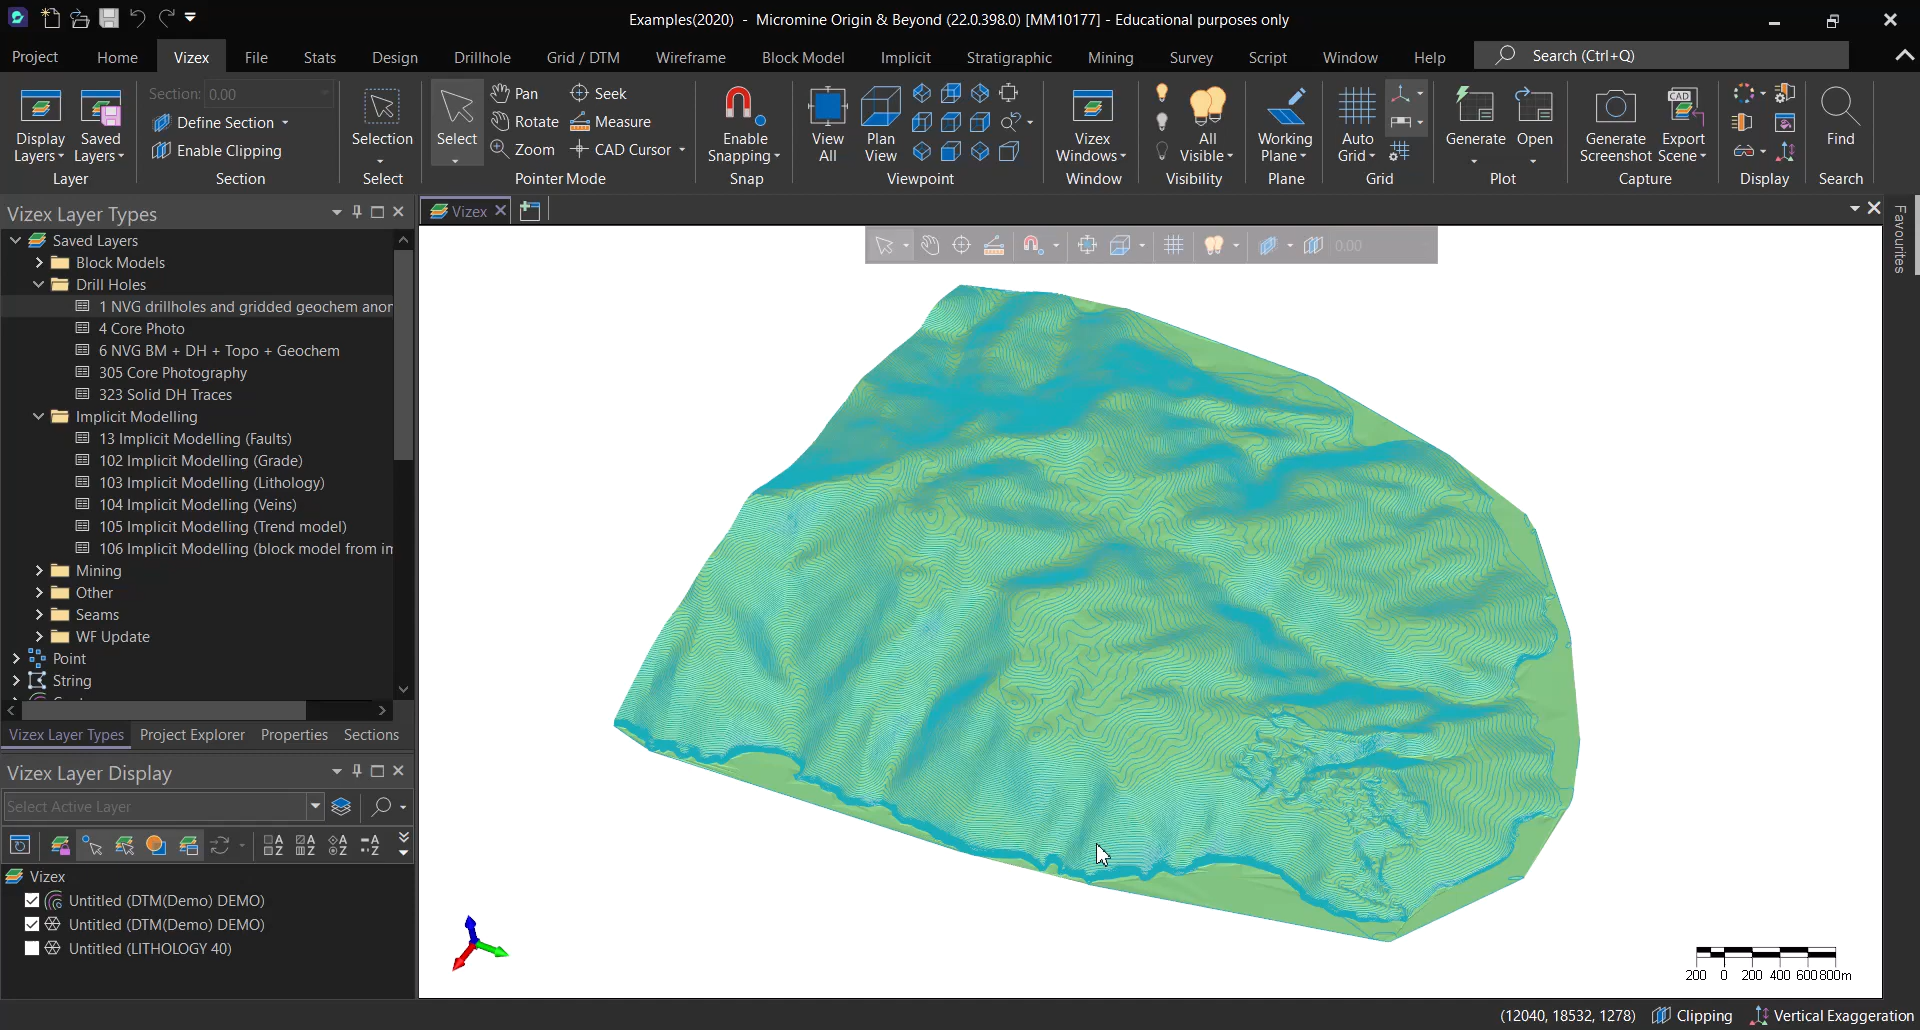 Examples(2020) - Micromine Origin & Beyond (22.0.398.0) [MM10177] - Educational purposes only
Project Home Vizex File Stats Design Drillhole Grid / DTM Wireframe Block Model Implicit Stratigraphic Mining Survey Script Window Help Search (Ctrl+Q)
Display Layers
Saved Layers
Layer
Section: 0.00
Define Section
Enable Clipping
Section
Selection
Select
Select
Pan
Rotate
Zoom
Seek
Measure
CAD Cursor
Pointer Mode
Enable Snapping
Snap
View All
Plan View
Viewpoint
Vizex Windows
Window
All Visible
Visibility
Working Plane
Plane
Auto Grid
Grid
Generate
Open
Plot
Generate Screenshot
CAD
Export Scene
Capture
Display
Find
Search
Vizex Layer Types
Saved Layers
Block Models
Drill Holes
1 NVG drillholes and gridded geochem anor
4 Core Photo
6 NVG BM + DH + Topo + Geochem
305 Core Photography
323 Solid DH Traces
Implicit Modelling
13 Implicit Modelling (Faults)
102 Implicit Modelling (Grade)
103 Implicit Modelling (Lithology)
104 Implicit Modelling (Veins)
105 Implicit Modelling (Trend model)
106 Implicit Modelling (block model from in
Mining
Other
Seams
WF Update
Point
String
Vizex Layer Types Project Explorer Properties Sections
Vizex Layer Display
Select Active Layer
Vizex
Untitled (DTM(Demo) DEMO)
Untitled (DTM(Demo) DEMO)
Untitled (LITHOLOGY 40)
Vizex
0.00
Favourites
200 0 200 400 600 800m
(12040, 18532, 1278) Clipping Vertical Exaggeration